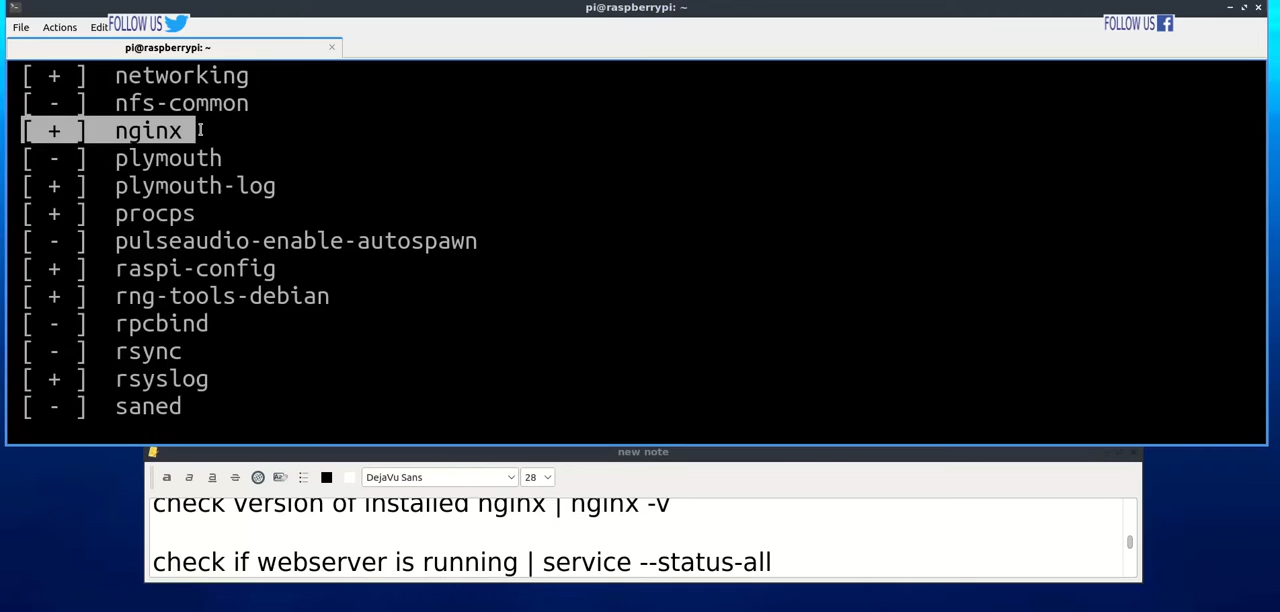 pi@raspberrypi: ~
File Actions Edit
FOLLOW US
FOLLOW US
pi@raspberrypi: ~
[ + ] networking
[ - ] nfs-common
[ + ] nginx
[ - ] plymouth
[ + ] plymouth-log
[ + ] procps
[ - ] pulseaudio-enable-autospawn
[ + ] raspi-config
[ + ] rng-tools-debian
[ - ] rpcbind
[ - ] rsync
[ + ] rsyslog
[ - ] saned
new note
a a a a DejaVu Sans 28
check version of installed nginx | nginx -v
check if webserver is running | service --status-all